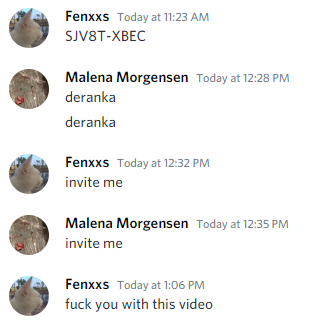 Fenxxs Today at 11:23 AM
SJV8T-XBEC
Malena Morgensen Today at 12:28 PM
deranka
deranka
Fenxxs Today at 12:32 PM
invite me
Malena Morgensen Today at 12:35 PM
invite me
Fenxxs Today at 1:06 PM
fuck you with this video